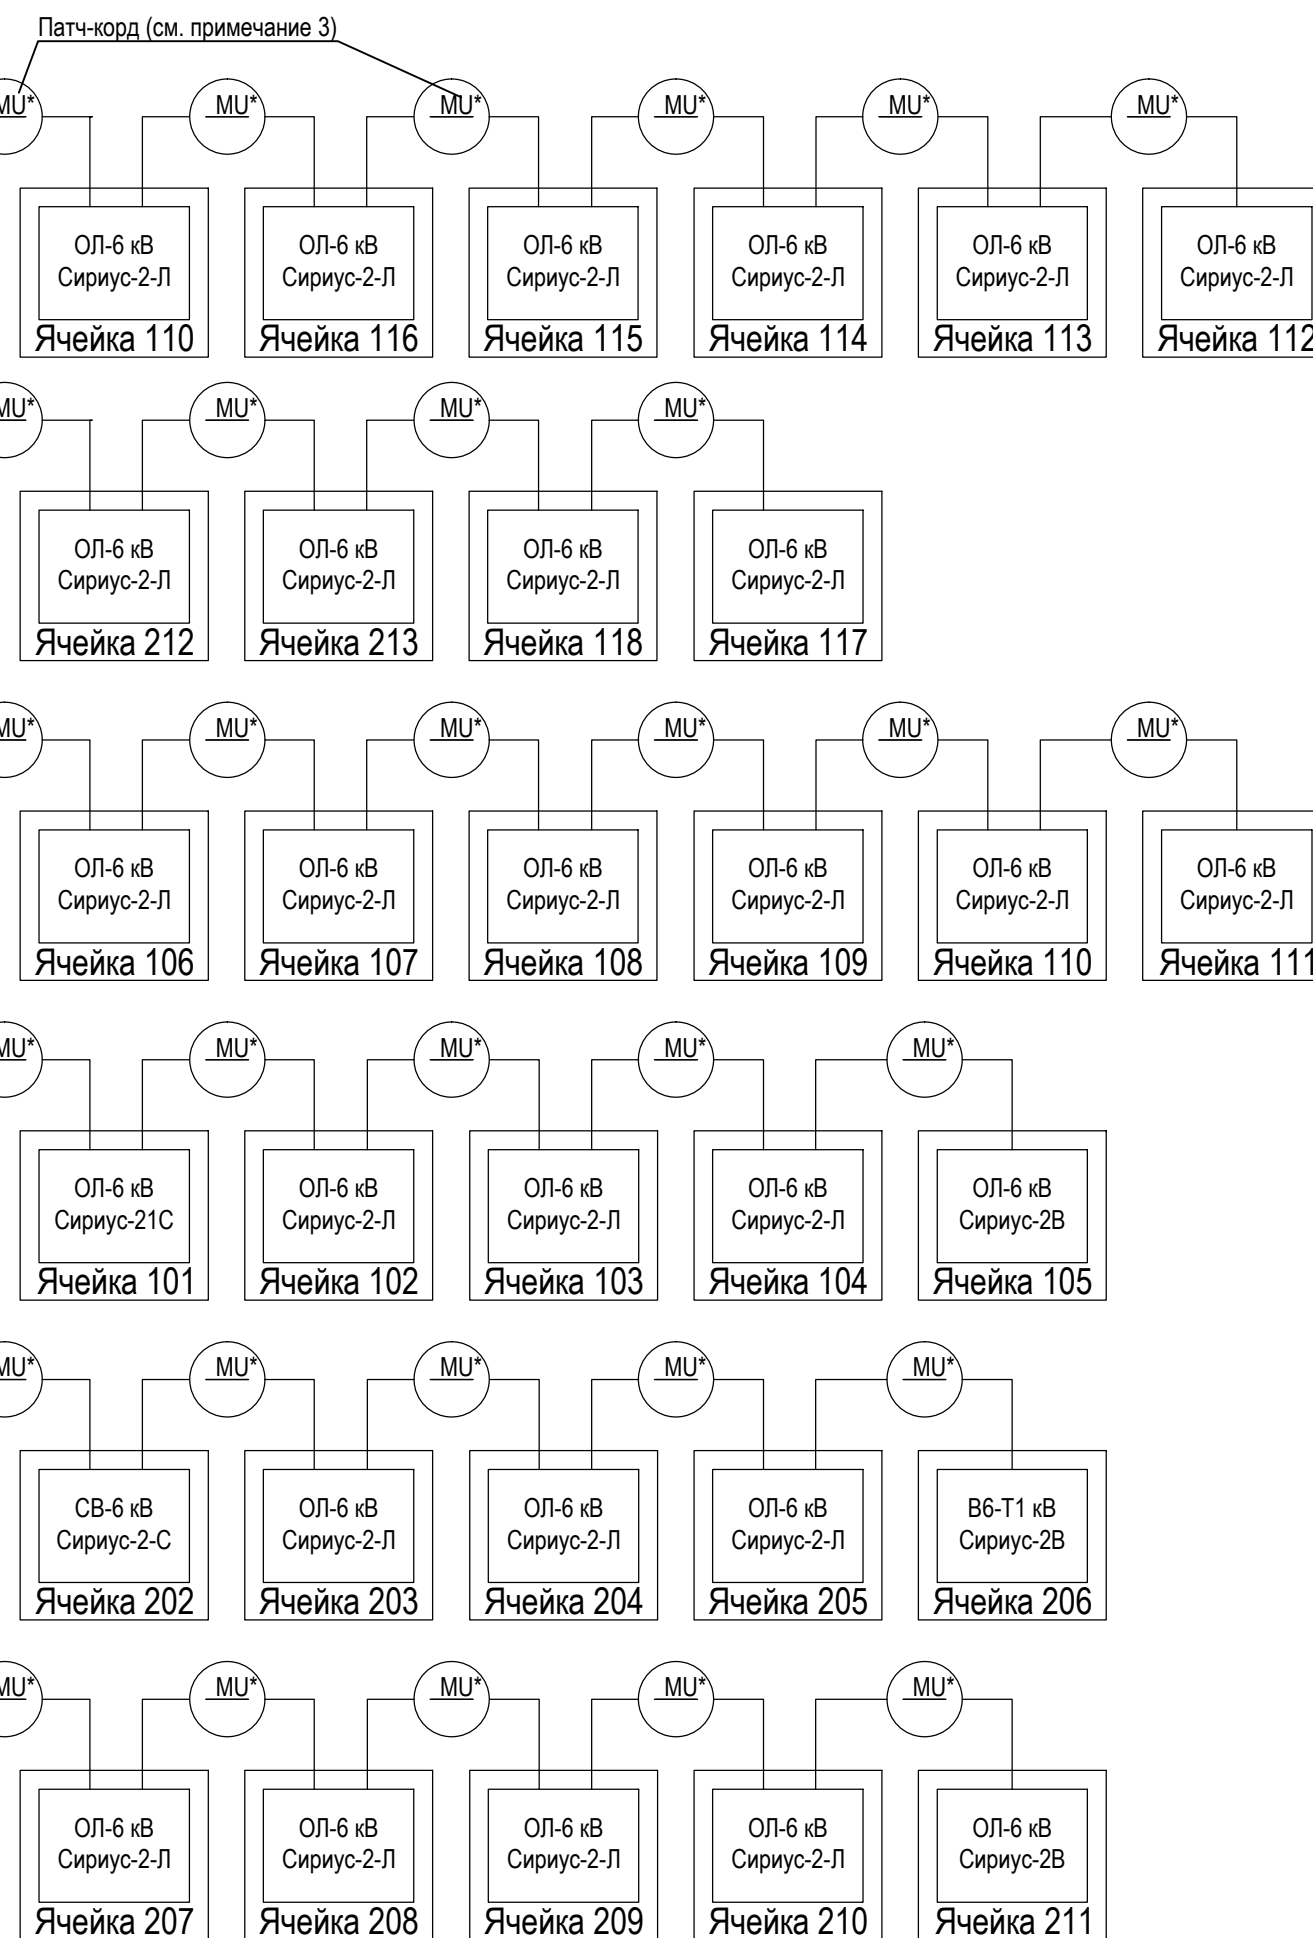 Патч-корд (см. примечание 3)
MU* MU* MU* MU* MU* MU*
ОЛ-6 кВ ОЛ-6 кВ ОЛ-6 кВ ОЛ-6 кВ ОЛ-6 кВ ОЛ-6 кВ
Сириус-2-Л Сириус-2-Л Сириус-2-Л Сириус-2-Л Сириус-2-Л Сириус-2-Л
Ячейка 110 Ячейка 116 Ячейка 115 Ячейка 114 Ячейка 113 Ячейка 112
MU* MU* MU* MU*
ОЛ-6 кВ ОЛ-6 кВ ОЛ-6 кВ ОЛ-6 кВ
Сириус-2-Л Сириус-2-Л Сириус-2-Л Сириус-2-Л
Ячейка 212 Ячейка 213 Ячейка 118 Ячейка 117
MU* MU* MU* MU* MU* MU*
ОЛ-6 кВ ОЛ-6 кВ ОЛ-6 кВ ОЛ-6 кВ ОЛ-6 кВ ОЛ-6 кВ
Сириус-2-Л Сириус-2-Л Сириус-2-Л Сириус-2-Л Сириус-2-Л Сириус-2-Л
Ячейка 106 Ячейка 107 Ячейка 108 Ячейка 109 Ячейка 110 Ячейка 111
MU* MU* MU* MU* MU*
ОЛ-6 кВ ОЛ-6 кВ ОЛ-6 кВ ОЛ-6 кВ ОЛ-6 кВ
Сириус-21С Сириус-2-Л Сириус-2-Л Сириус-2-Л Сириус-2В
Ячейка 101 Ячейка 102 Ячейка 103 Ячейка 104 Ячейка 105
MU* MU* MU* MU* MU*
СВ-6 кВ ОЛ-6 кВ ОЛ-6 кВ ОЛ-6 кВ В6-Т1 кВ
Сириус-2-С Сириус-2-Л Сириус-2-Л Сириус-2-Л Сириус-2В
Ячейка 202 Ячейка 203 Ячейка 204 Ячейка 205 Ячейка 206
MU* MU* MU* MU* MU*
ОЛ-6 кВ ОЛ-6 кВ ОЛ-6 кВ ОЛ-6 кВ ОЛ-6 кВ
Сириус-2-Л Сириус-2-Л Сириус-2-Л Сириус-2-Л Сириус-2В
Ячейка 207 Ячейка 208 Ячейка 209 Ячейка 210 Ячейка 211